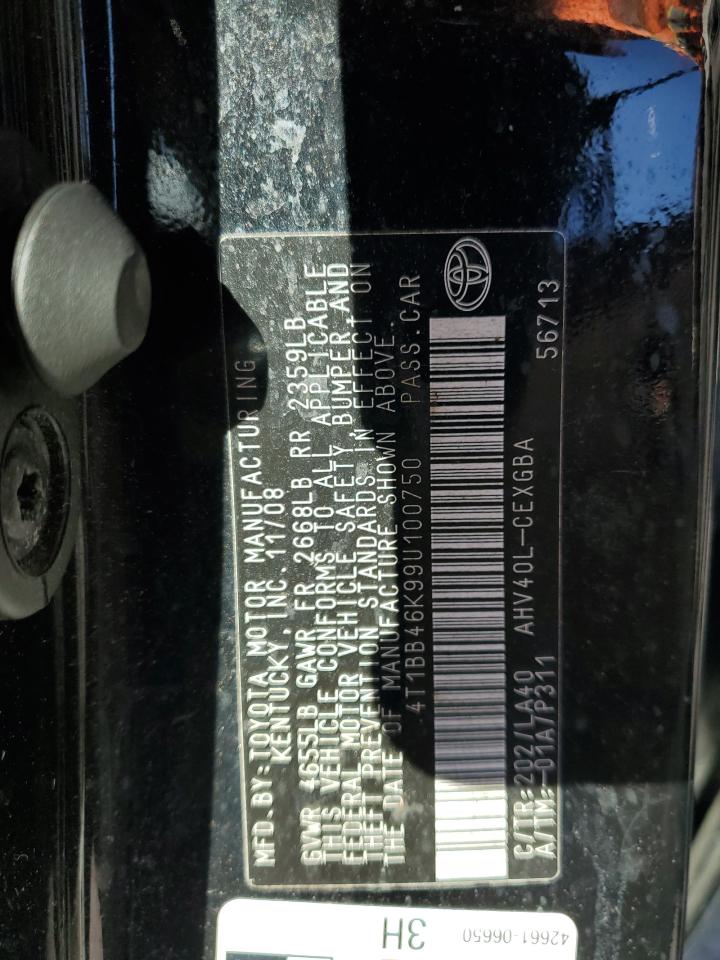 MFD.BY:TOYOTA MOTOR MANUFACTURING
KENTUCKY, INC. 11/08
GVWR 4655LB GAWR FR 2668LB RR 2359LB
THIS VEHICLE CONFORMS TO ALL APPLICABLE
FEDERAL MOTOR VEHICLE SAFETY, BUMPER, AND
THEFT PREVENTION STANDARDS IN EFFECT ON
THE DATE OF MANUFACTURE SHOWN ABOVE.
4T1BB46K99U100750 PASS.CAR
C/TR:202/LA40 AHV40L-CEXGBA 56713
A/TM:-01A7P311
3H
42661-06650